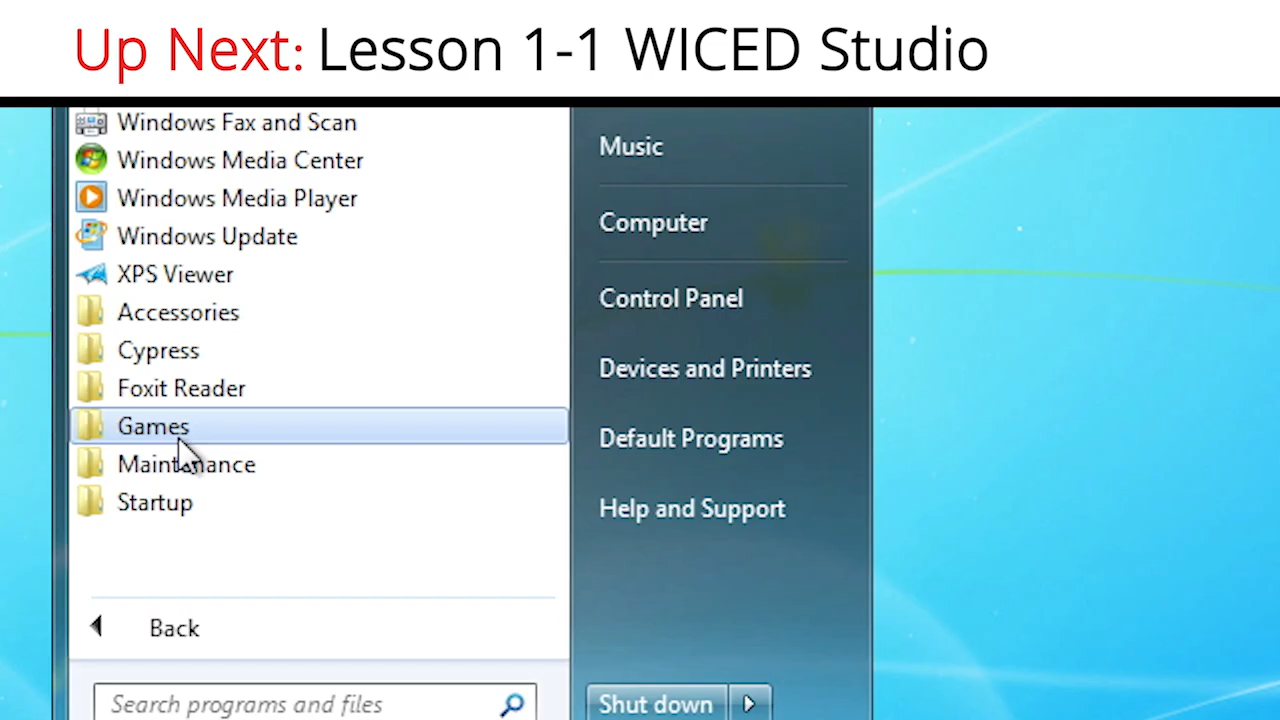 Up Next: Lesson 1-1 WICED Studio
Windows Fax and Scan
Windows Media Center
Windows Media Player
Windows Update
XPS Viewer
Accessories
Cypress
Foxit Reader
Games
Maintenance
Startup
Back
Search programs and files
Music
Computer
Control Panel
Devices and Printers
Default Programs
Help and Support
Shut down